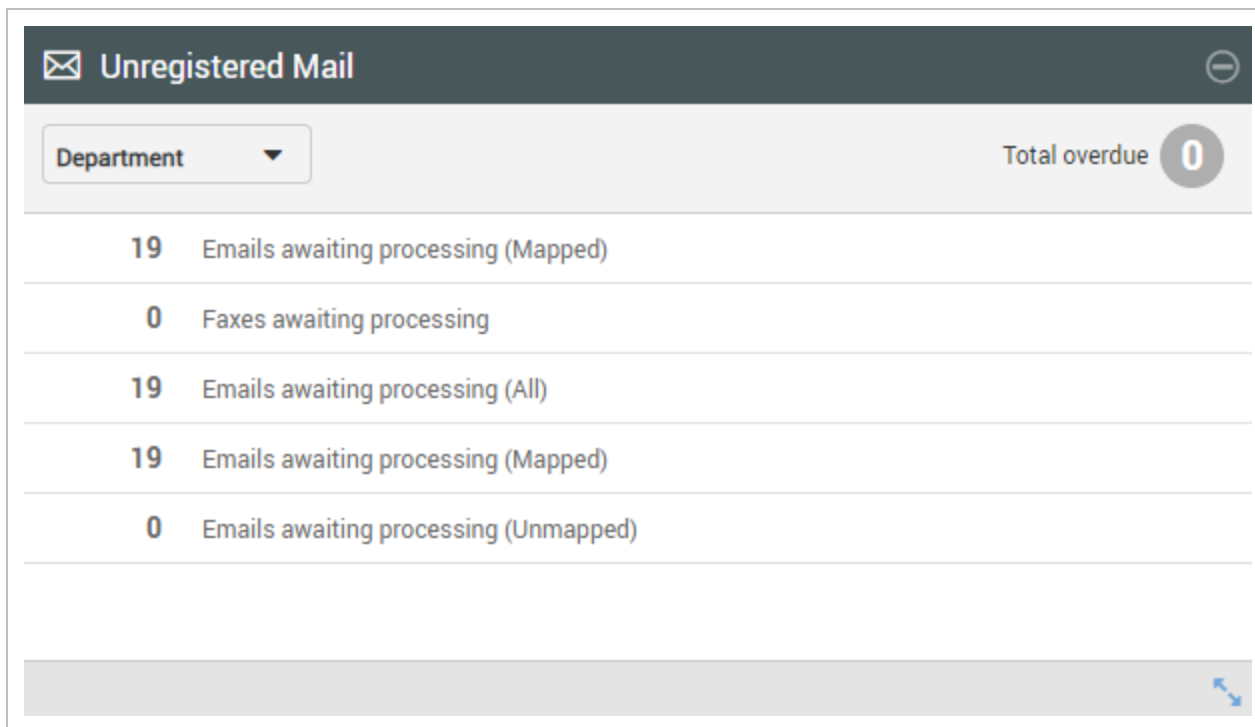 Unregistered Mail
Department
Total overdue 0
19 Emails awaiting processing (Mapped)
0 Faxes awaiting processing
19 Emails awaiting processing (All)
19 Emails awaiting processing (Mapped)
0 Emails awaiting processing (Unmapped)